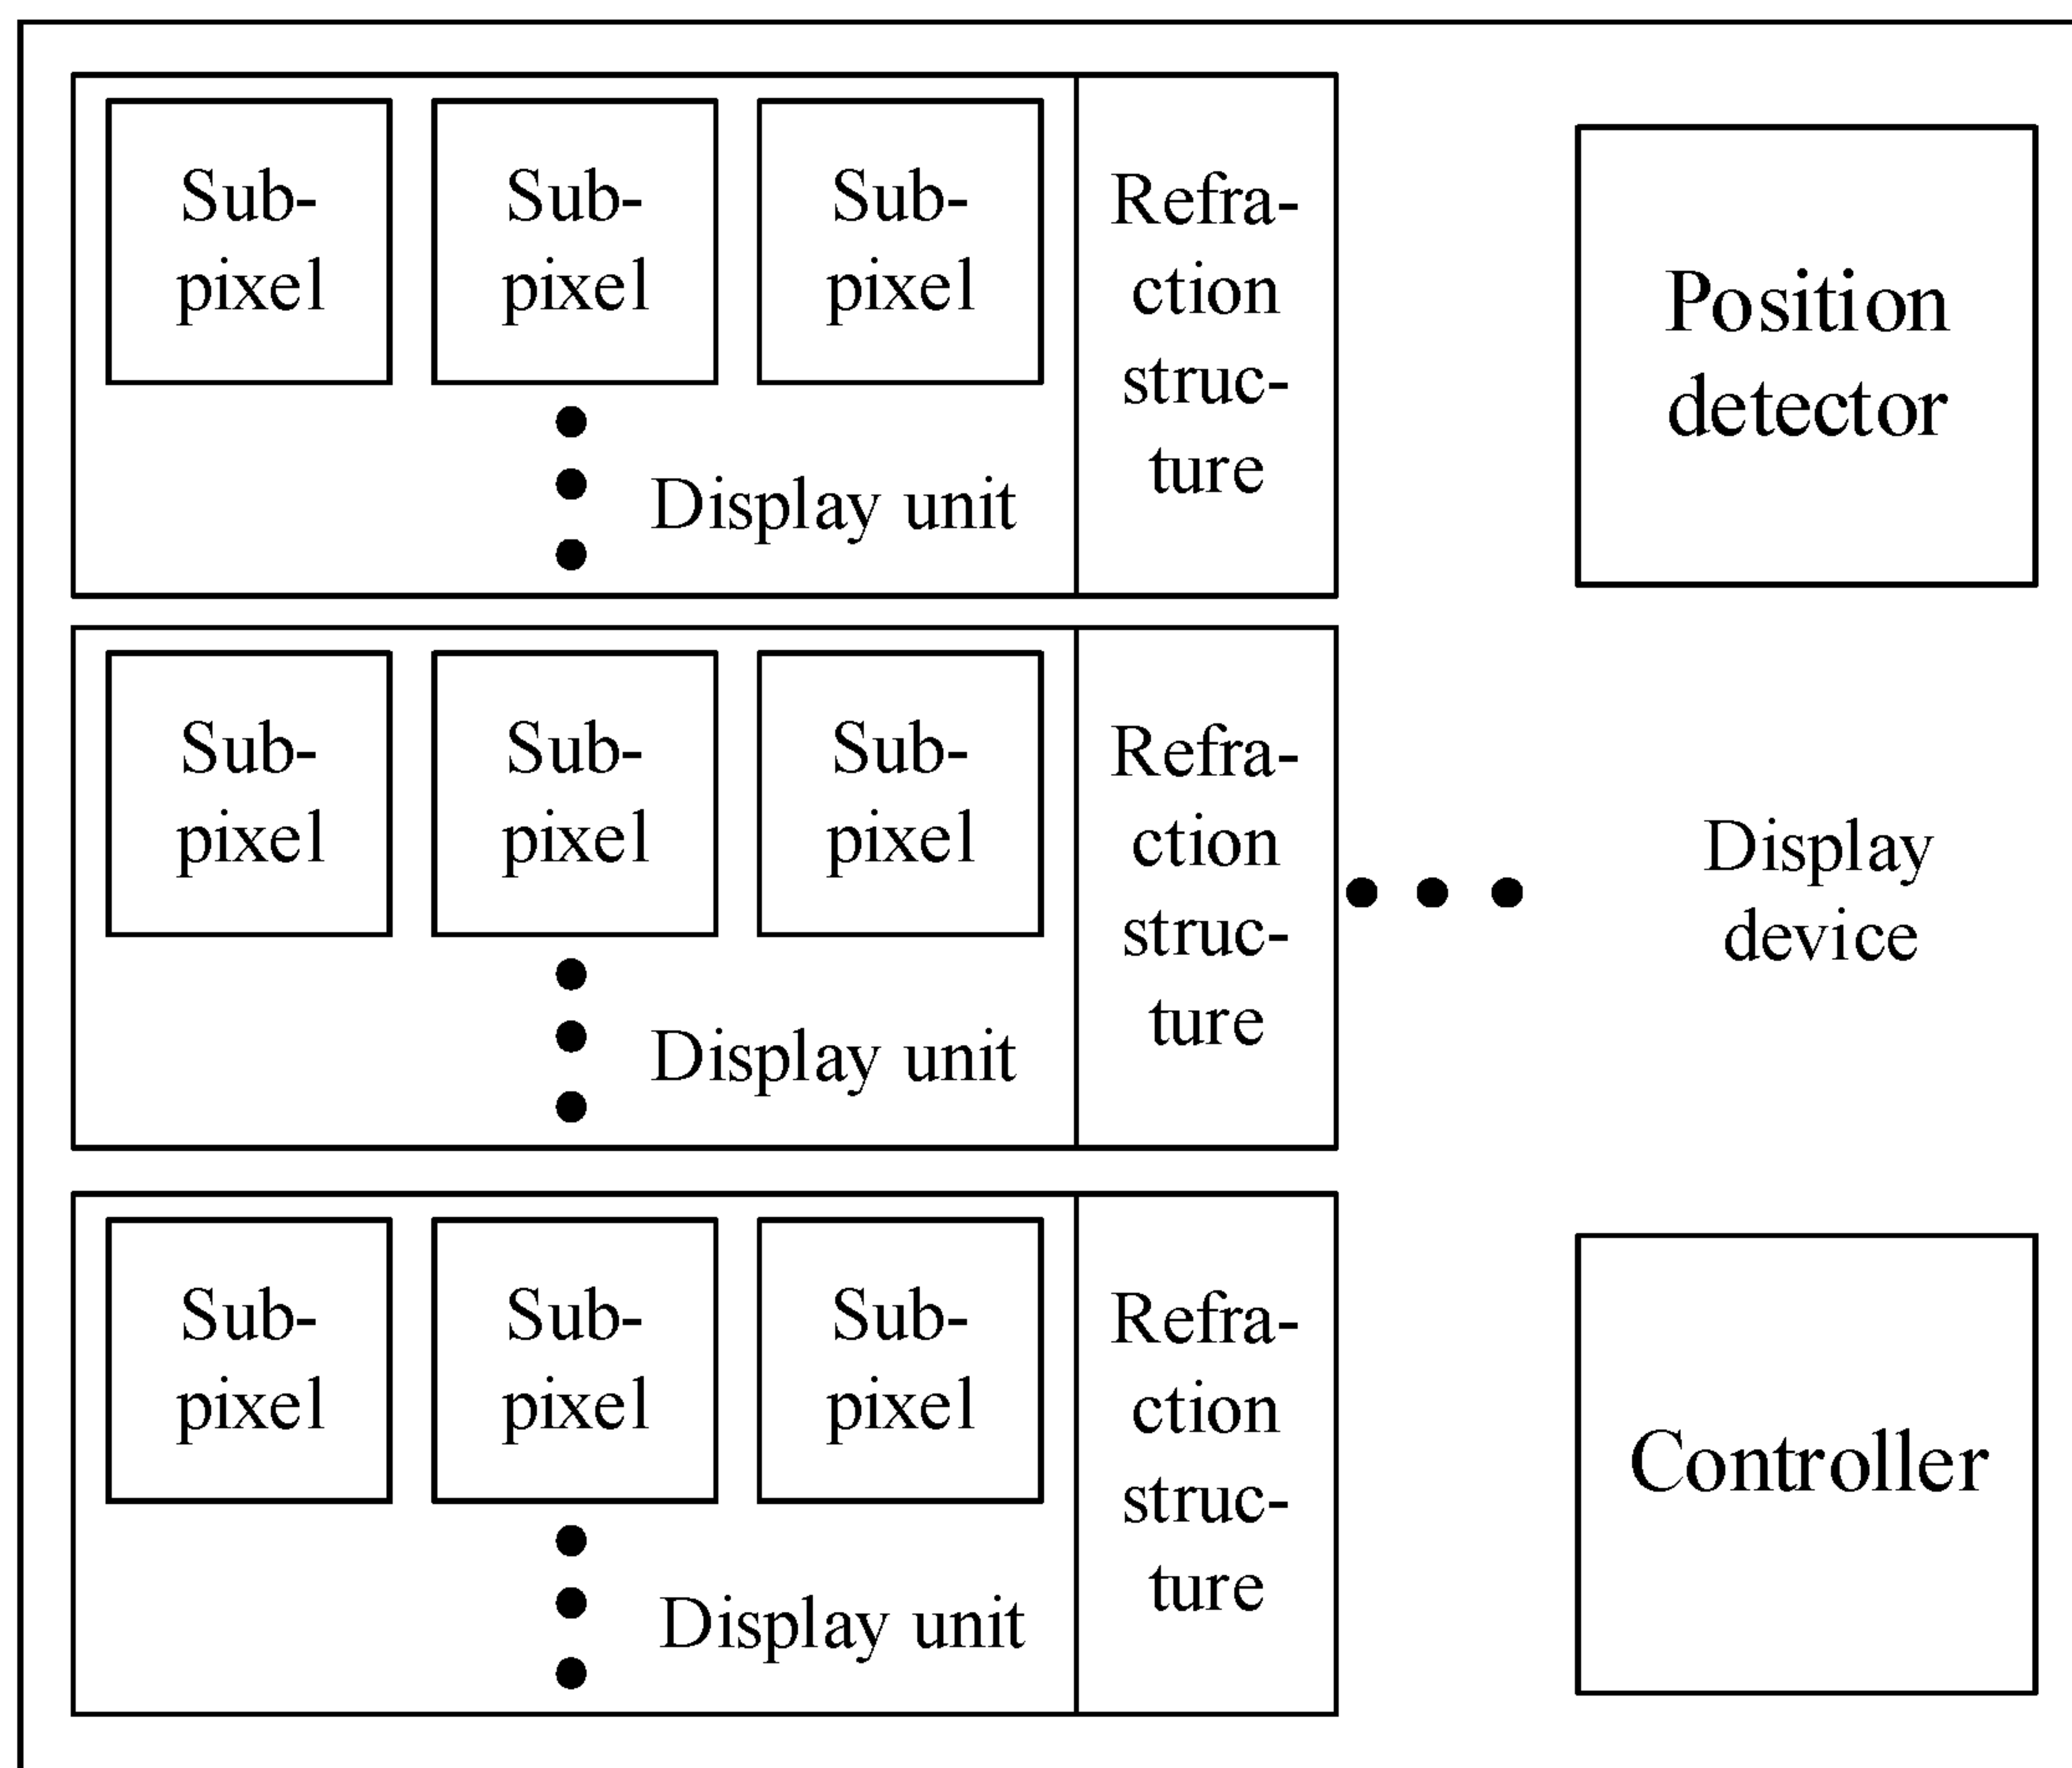 Sub-
pixel
Sub-
pixel
Sub-
pixel
Refra-
ction
struc-
ture
Display unit
Position
detector
Sub-
pixel
Sub-
pixel
Sub-
pixel
Refra-
ction
struc-
ture
Display unit
Display
device
Sub-
pixel
Sub-
pixel
Sub-
pixel
Refra-
ction
struc-
ture
Display unit
Controller